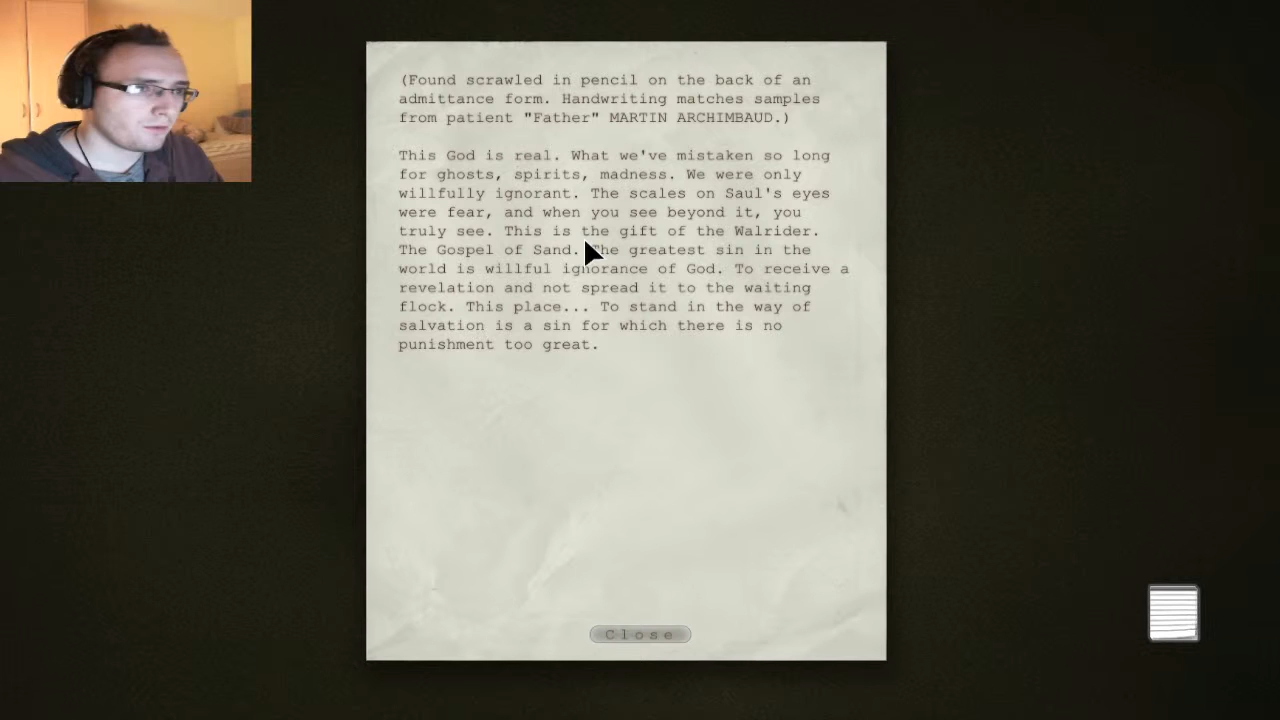 (Found scrawled in pencil on the back of an
admittance form. Handwriting matches samples
from patient "Father" MARTIN ARCHIMBAUD.)
This God is real. What we've mistaken so long
for ghosts, spirits, madness. We were only
willfully ignorant. The scales on Saul's eyes
were fear, and when you see beyond it, you
truly see. This is the gift of the Walrider.
The Gospel of Sand. The greatest sin in the
world is willful ignorance of God. To receive a
revelation and not spread it to the waiting
flock. This place... To stand in the way of
salvation is a sin for which there is no
punishment too great.
Close